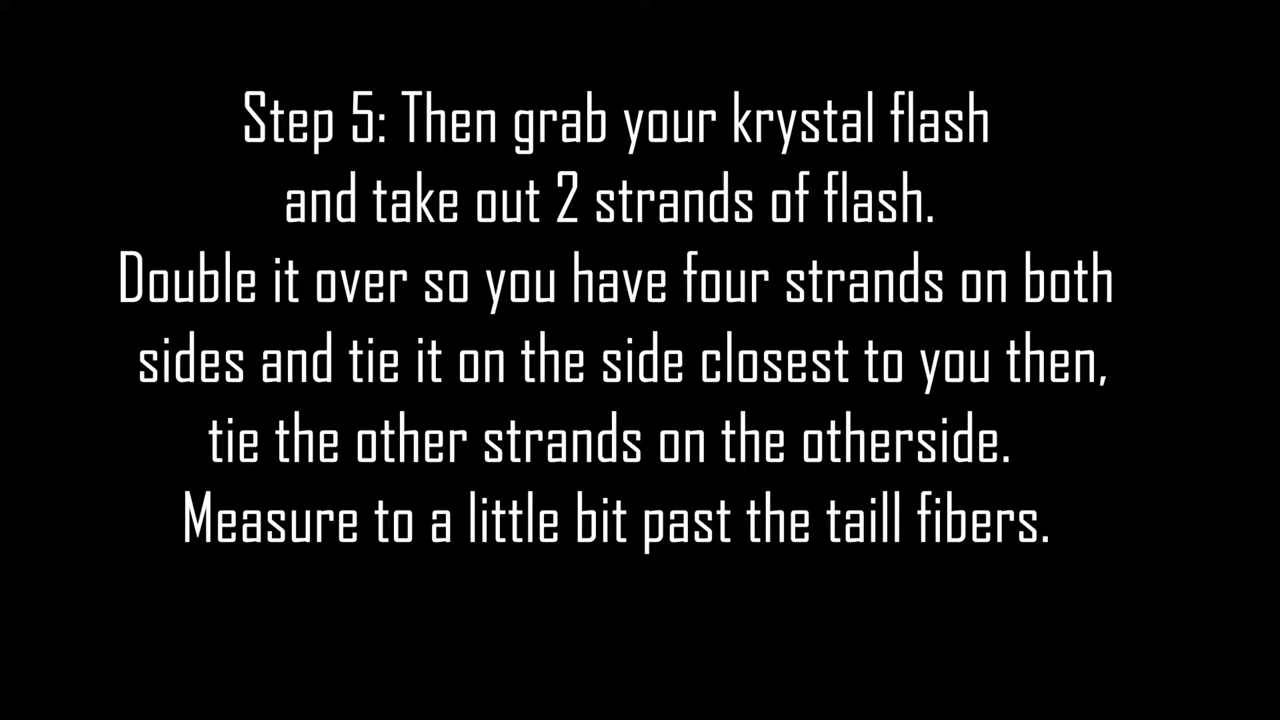 Step 5: Then grab your krystal flash
and take out 2 strands of flash.
Double it over so you have four strands on both
sides and tie it on the side closest to you then,
tie the other strands on the otherside.
Measure to a little bit past the taill fibers.